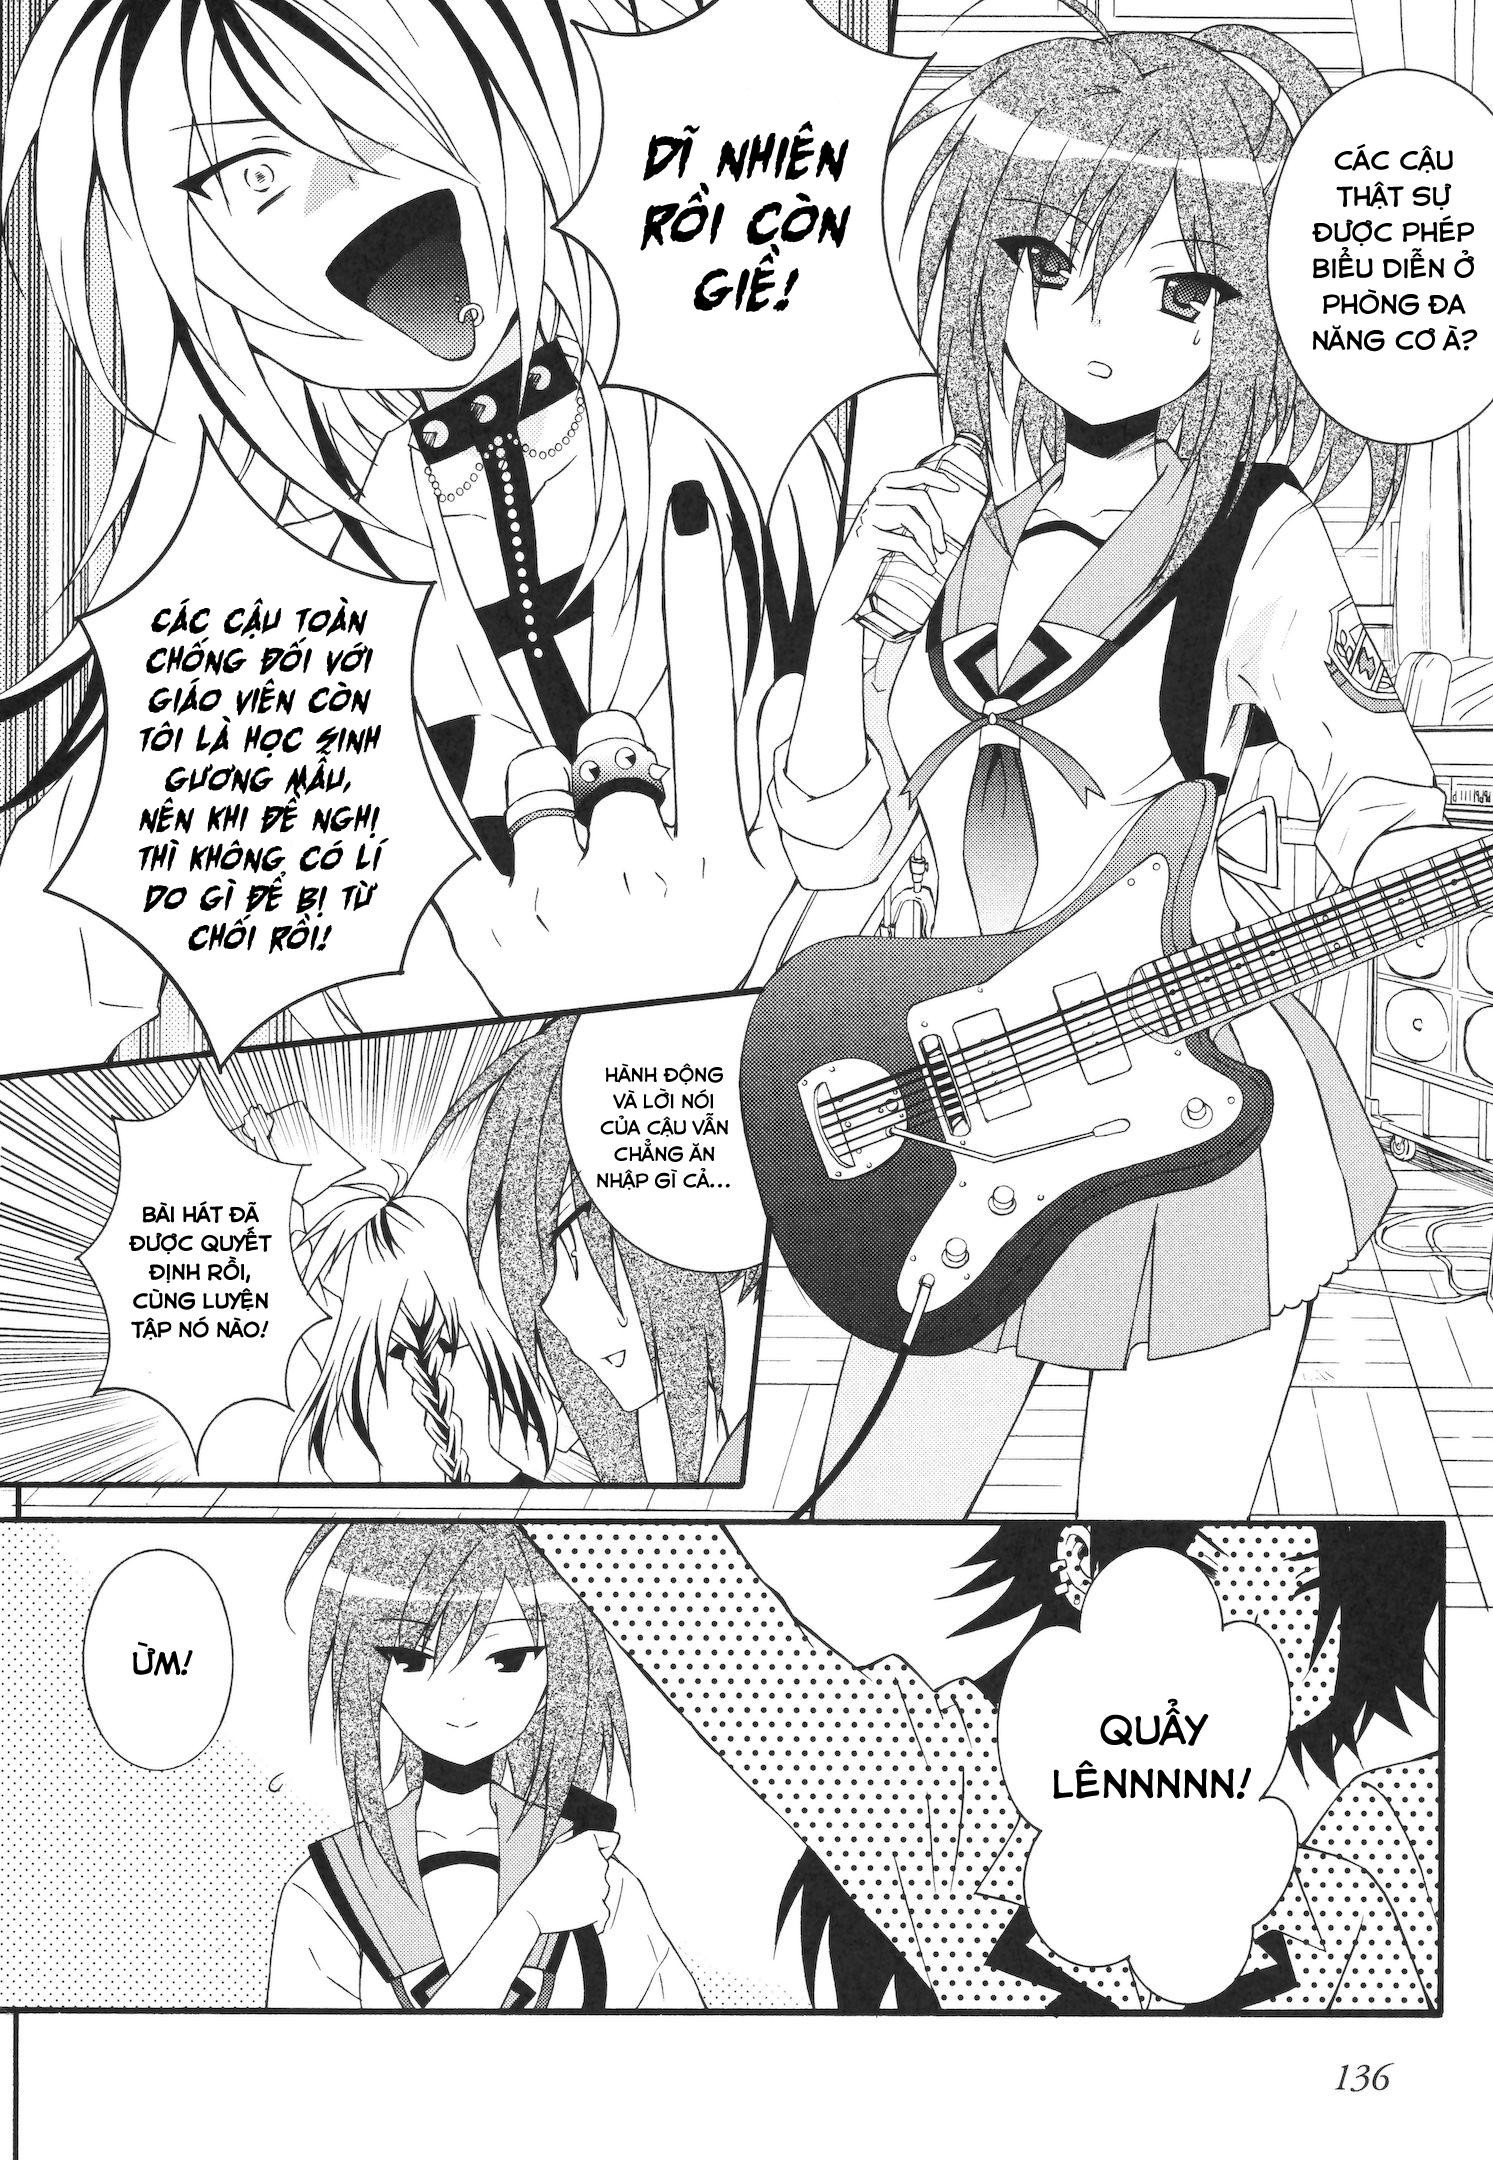 CÁC CẬU
THẬT SỰ
ĐƯỢC PHÉP
BIỂU DIỄN Ở
PHÒNG ĐA
NĂNG CƠ À?
DĨ NHIÊN
RỒI CÒN
GIỀ!
CÁC CẬU TOÀN
CHỐNG ĐỐI VỚI
GIÁO VIÊN CÒN
TÔI LÀ HỌC SINH
GƯƠNG MẪU,
NÊN KHI ĐỀ NGHỊ
THÌ KHÔNG CÓ LÍ
DO GÌ ĐỂ BỊ TỪ
CHỐI RỒI!
HÀNH ĐỘNG
VÀ LỜI NÓI
CỦA CẬU VẪN
CHẲNG ĂN
NHẬP GÌ CẢ...
BÀI HÁT ĐÃ
ĐƯỢC QUYẾT
ĐỊNH RỒI,
CÙNG LUYỆN
TẬP NÓ NÀO!
QUẨY
LÊNNNNN!
ỪM!
136